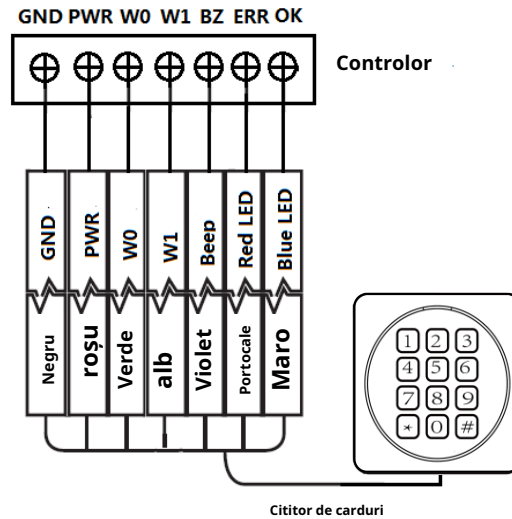 GND PWR W0 W1 BZ ERR OK
Controlor
GND
PWR
W0
W1
Beep
Red LED
Blue LED
Negru
roșu
Verde
alb
Violet
Portocale
Maro
1 2 3
4 5 6
7 8 9
* 0 #
Cititor de carduri